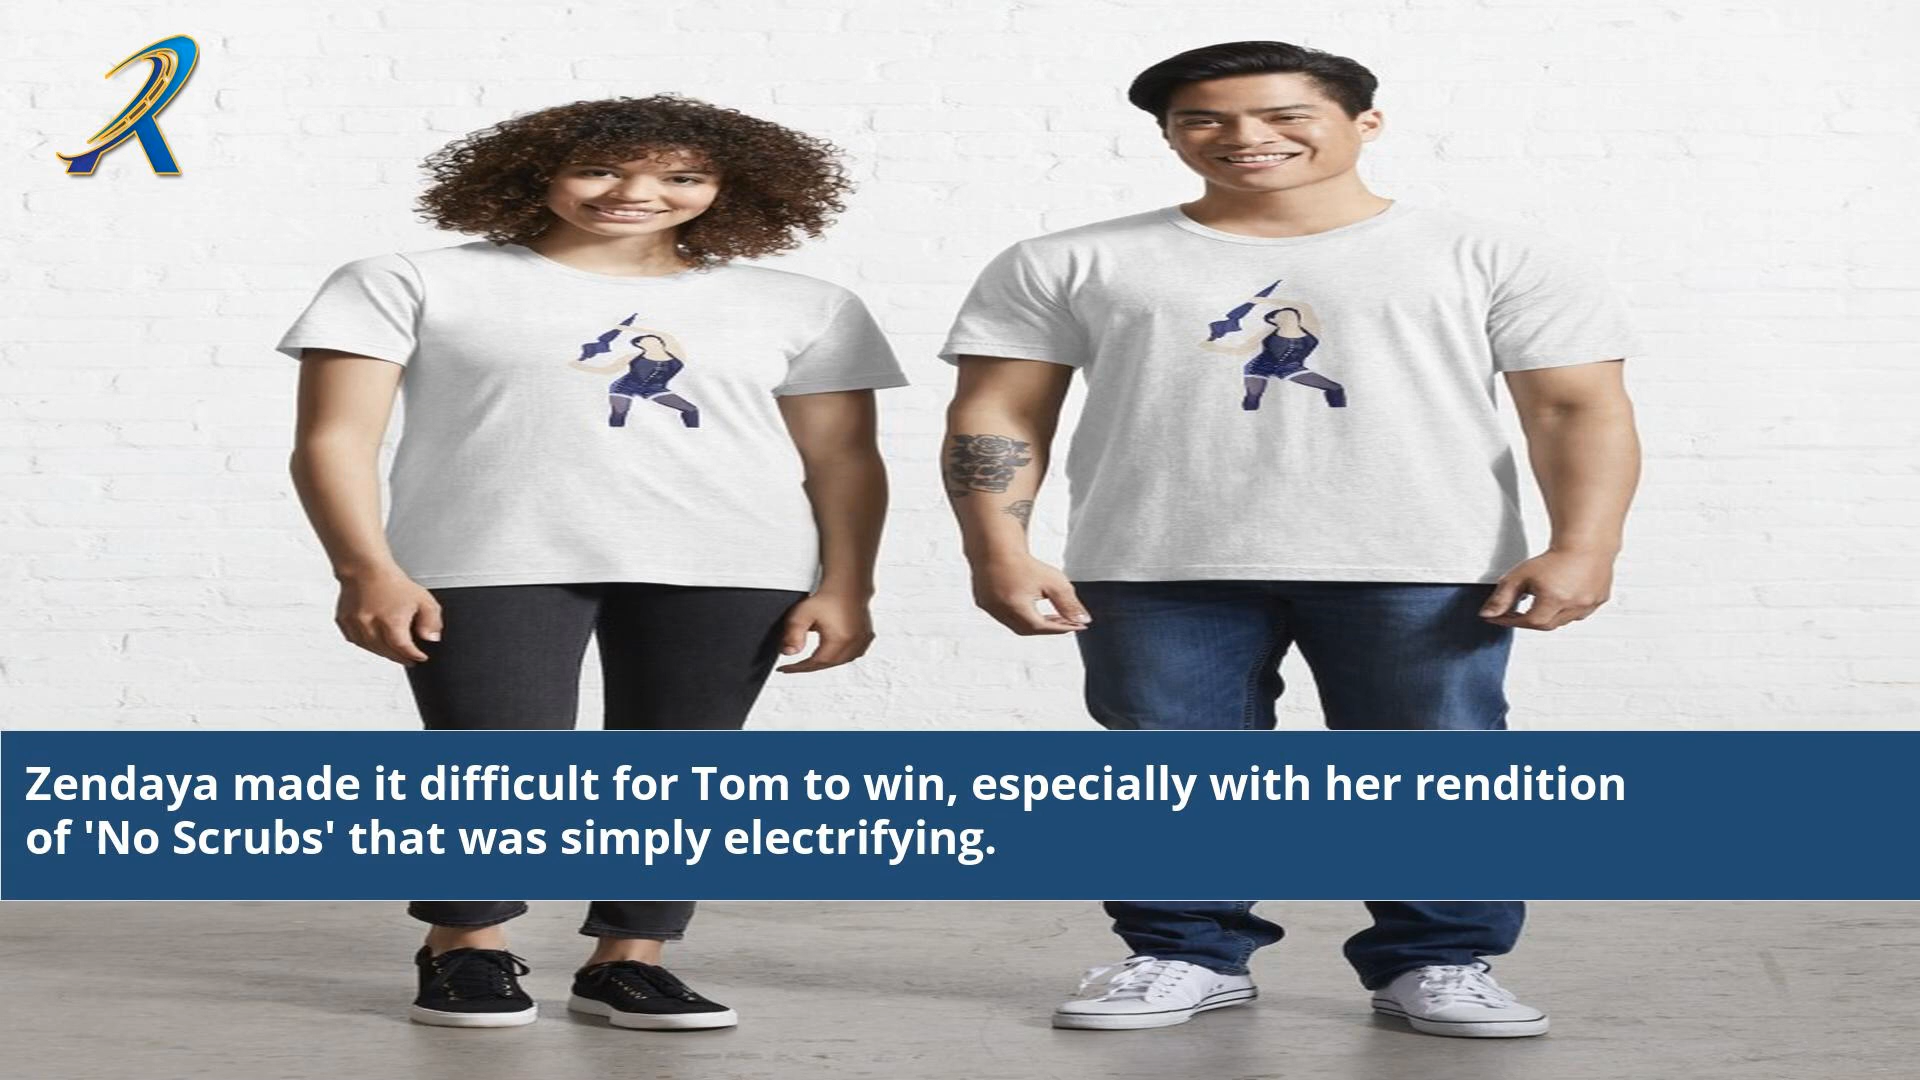 Zendaya made it difficult for Tom to win, especially with her rendition
of 'No Scrubs' that was simply electrifying.